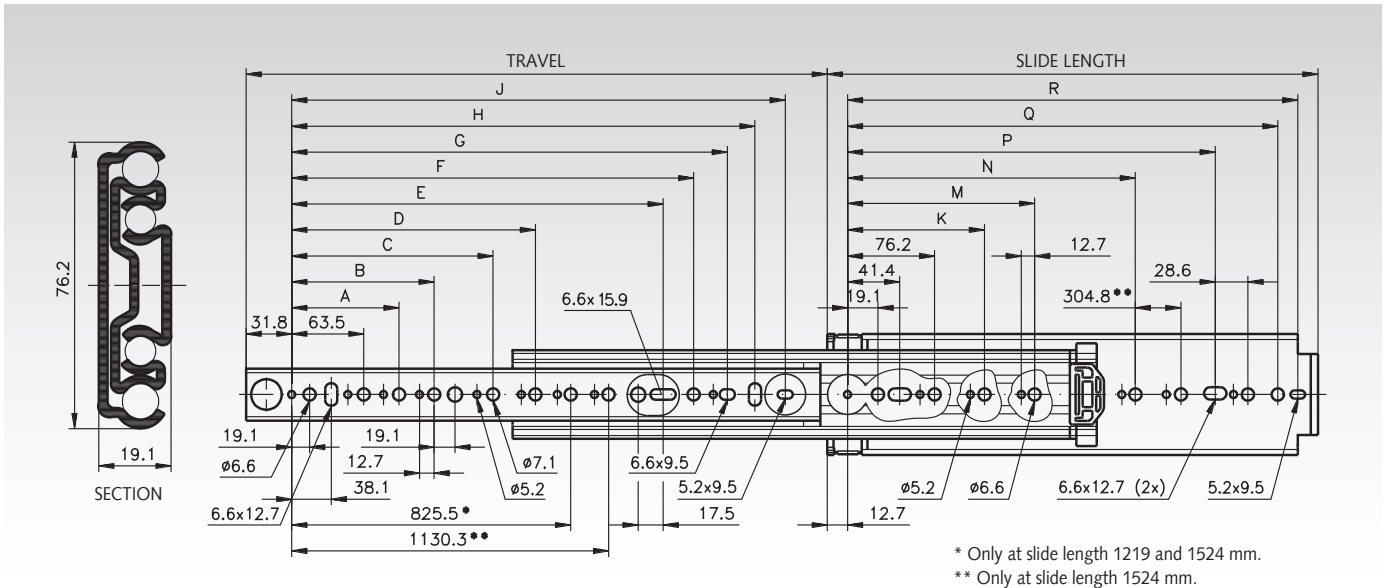 TRAVEL
SLIDE LENGTH
J
R
H
Q
G
P
F
N
E
M
D
K
C
76.2
12.7
B
41.4
28.6
A
6.6x15.9
19.1
304.8**
31.8
63.5
76.2
19.1
SECTION
19.1
19.1
ø6.6
12.7
ø7.1
6.6x9.5
ø5.2
5.2x9.5
ø5.2
ø6.6
6.6x12.7 (2x)
5.2x9.5
6.6x12.7
38.1
825.5*
17.5
12.7
1130.3**
* Only at slide length 1219 and 1524 mm.
** Only at slide length 1524 mm.